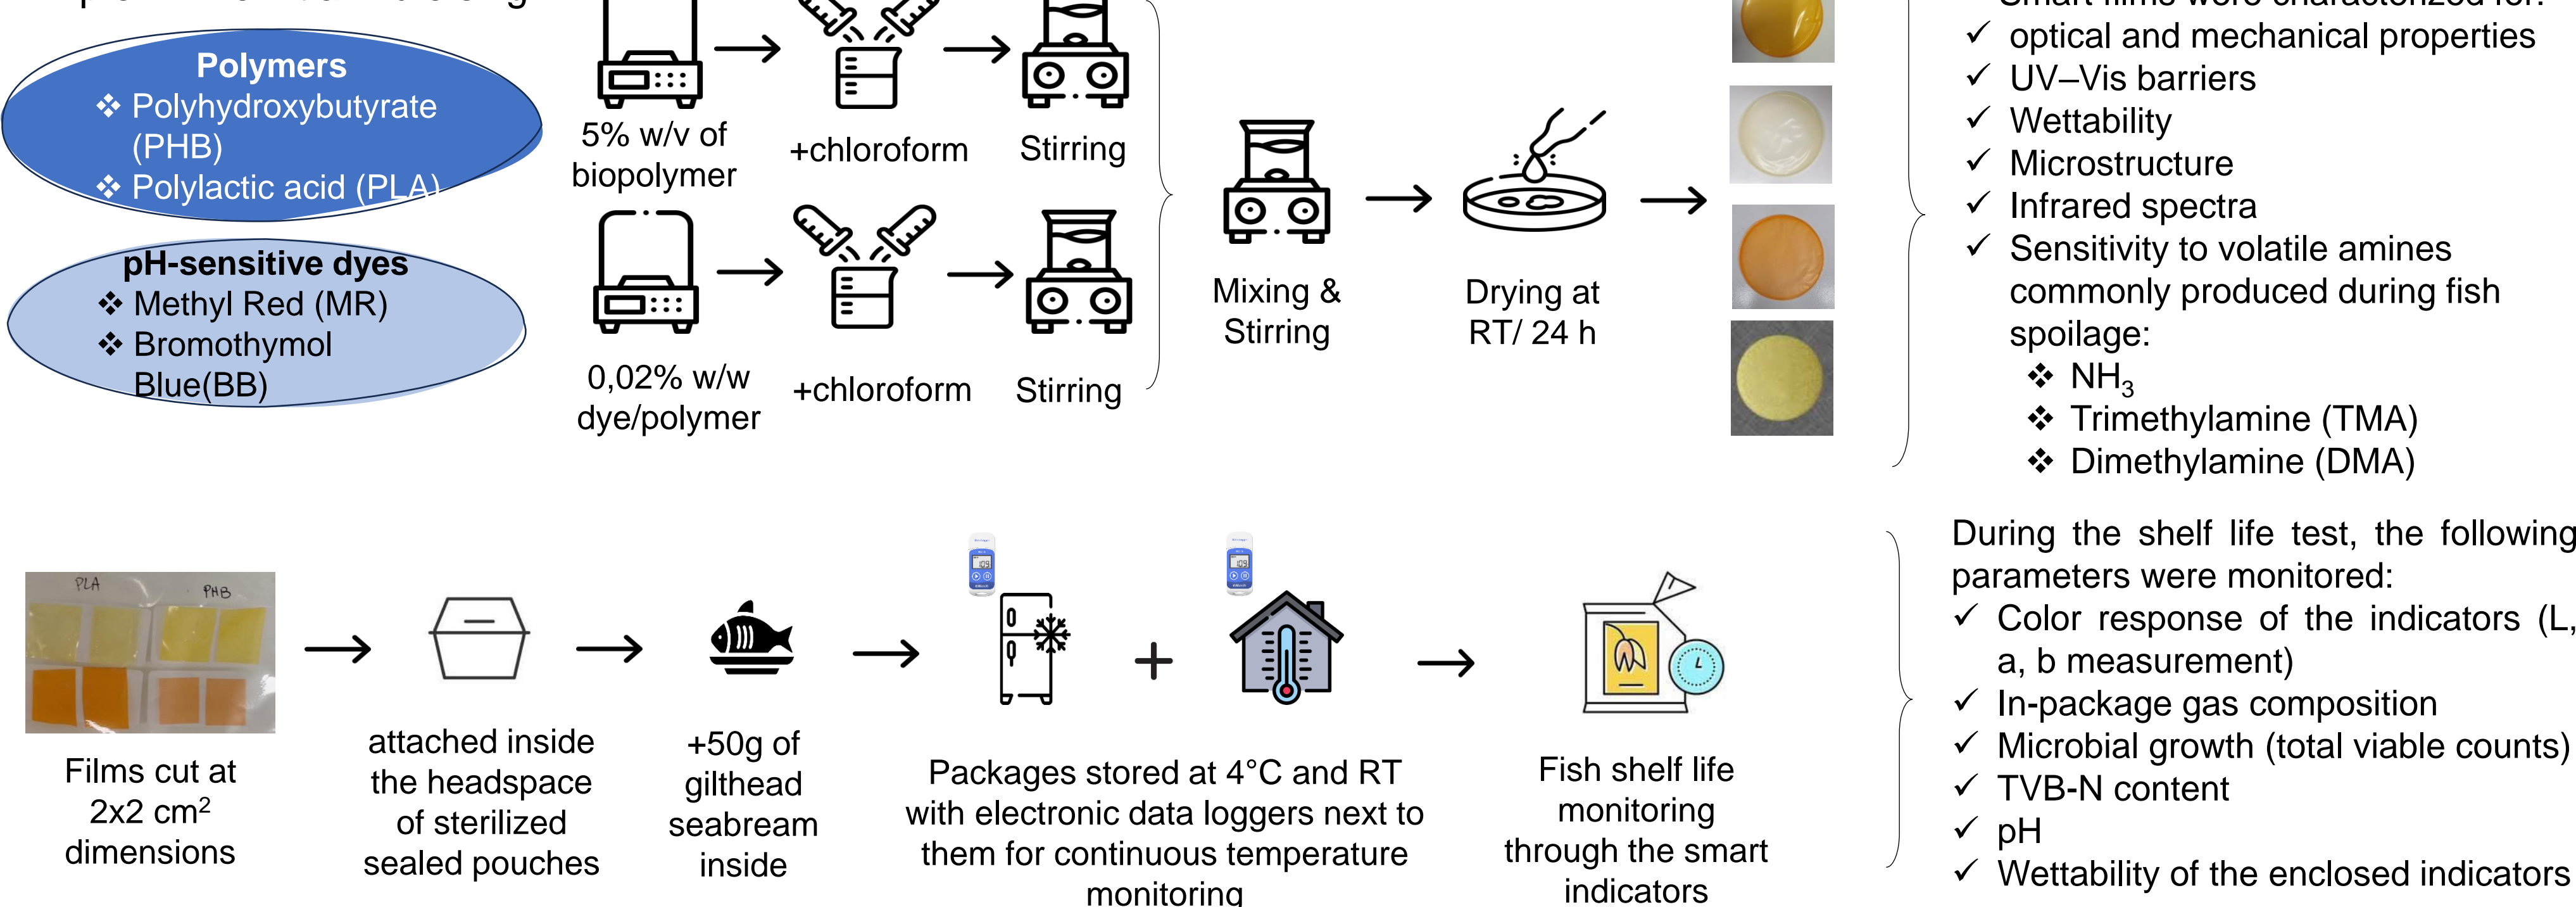 Smart films were characterized for:
Polymers
❖ Polyhydroxybutyrate
(PHB)
❖ Polylactic acid (PLA)
pH-sensitive dyes
❖ Methyl Red (MR)
❖ Bromothymol
Blue(BB)
5% w/v of
biopolymer
+chloroform
Stirring
0,02% w/w
dye/polymer
+chloroform
Stirring
Mixing &
Stirring
Drying at
RT/ 24 h
✓ optical and mechanical properties
✓ UV–Vis barriers
✓ Wettability
✓ Microstructure
✓ Infrared spectra
✓ Sensitivity to volatile amines
commonly produced during fish
spoilage:
❖ NH₃
❖ Trimethylamine (TMA)
❖ Dimethylamine (DMA)
PLA
PHB
Films cut at
2x2 cm²
dimensions
attached inside
the headspace
of sterilized
sealed pouches
+50g of
gilthead
seabream
inside
+
Packages stored at 4°C and RT
with electronic data loggers next to
them for continuous temperature
monitoring
Fish shelf life
monitoring
through the smart
indicators
During the shelf life test, the following
parameters were monitored:
✓ Color response of the indicators (L,
a, b measurement)
✓ In-package gas composition
✓ Microbial growth (total viable counts)
✓ TVB-N content
✓ pH
✓ Wettability of the enclosed indicators